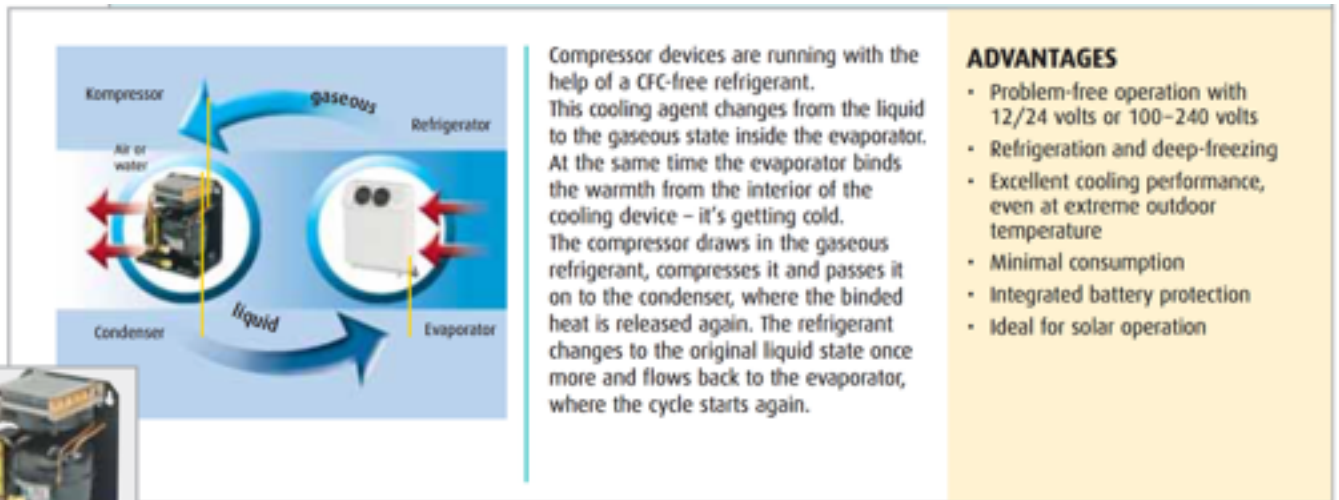 Kompressor
gaseous
Refrigerator
Air or
water
liquid
Condenser
Evaporator
Compressor devices are running with the
help of a CFC-free refrigerant.
This cooling agent changes from the liquid
to the gaseous state inside the evaporator.
At the same time the evaporator binds
the warmth from the interior of the
cooling device – it's getting cold.
The compressor draws in the gaseous
refrigerant, compresses it and passes it
on to the condenser, where the binded
heat is released again. The refrigerant
changes to the original liquid state once
more and flows back to the evaporator,
where the cycle starts again.
ADVANTAGES
• Problem-free operation with
12/24 volts or 100–240 volts
• Refrigeration and deep-freezing
• Excellent cooling performance,
even at extreme outdoor
temperature
• Minimal consumption
• Integrated battery protection
• Ideal for solar operation